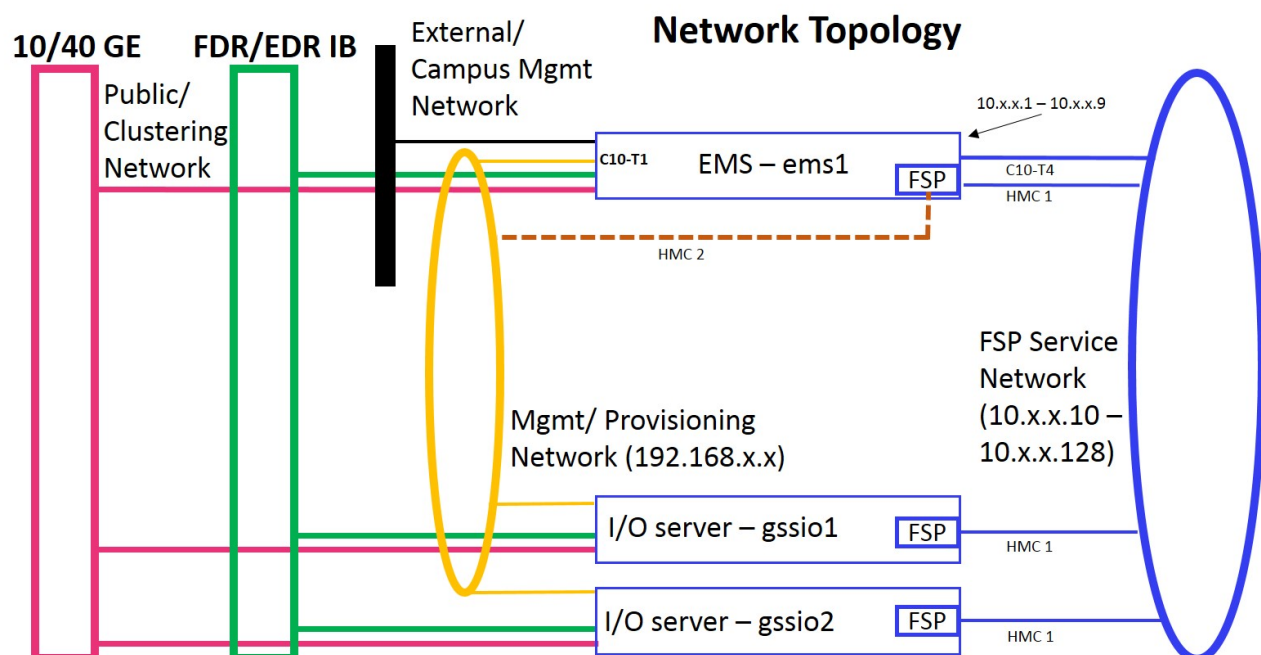 Network Topology
10/40 GE
FDR/EDR IB
External/
Campus Mgmt
Network
Public/
Clustering
Network
10.x.x.1 – 10.x.x.9
C10-T1
EMS – ems1
FSP
C10-T4
HMC 1
HMC 2
FSP Service
Network
(10.x.x.10 –
10.x.x.128)
Mgmt/ Provisioning
Network (192.168.x.x)
I/O server – gssio1
FSP
HMC 1
I/O server – gssio2
FSP
HMC 1